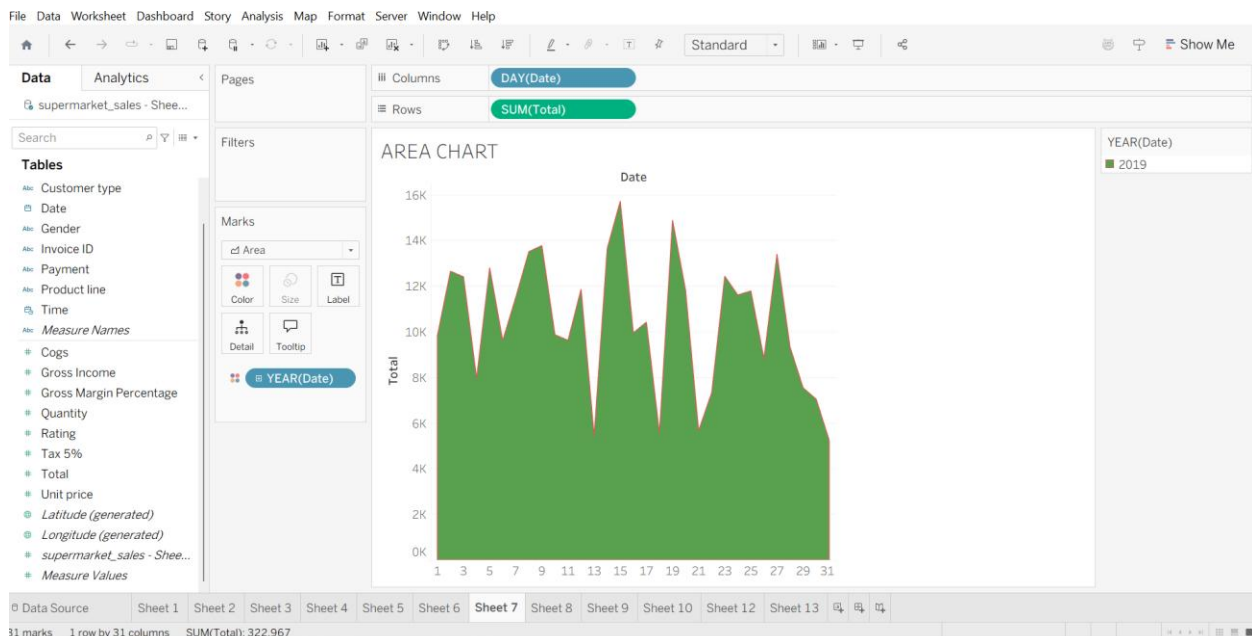 File Data Worksheet Dashboard Story Analysis Map Format Server Window Help
Standard
Show Me
Data Analytics
supermarket_sales - Shee...
Search
Tables
Abc Customer type
Date
Abc Gender
Abc Invoice ID
Abc Payment
Abc Product line
Time
Abc Measure Names
# Cogs
# Gross Income
# Gross Margin Percentage
# Quantity
# Rating
# Tax 5%
# Total
# Unit price
Latitude (generated)
Longitude (generated)
# supermarket_sales - Shee...
# Measure Values
Pages
Filters
Marks
Area
Color Size Label
Detail Tooltip
YEAR(Date)
Columns DAY(Date)
Rows SUM(Total)
AREA CHART
Date
16K
14K
12K
10K
8K
6K
4K
2K
0K
Total
1 3 5 7 9 11 13 15 17 19 21 23 25 27 29 31
YEAR(Date)
2019
Data Source Sheet 1 Sheet 2 Sheet 3 Sheet 4 Sheet 5 Sheet 6 Sheet 7 Sheet 8 Sheet 9 Sheet 10 Sheet 12 Sheet 13
31 marks 1 row by 31 columns SUM(Total): 322,967